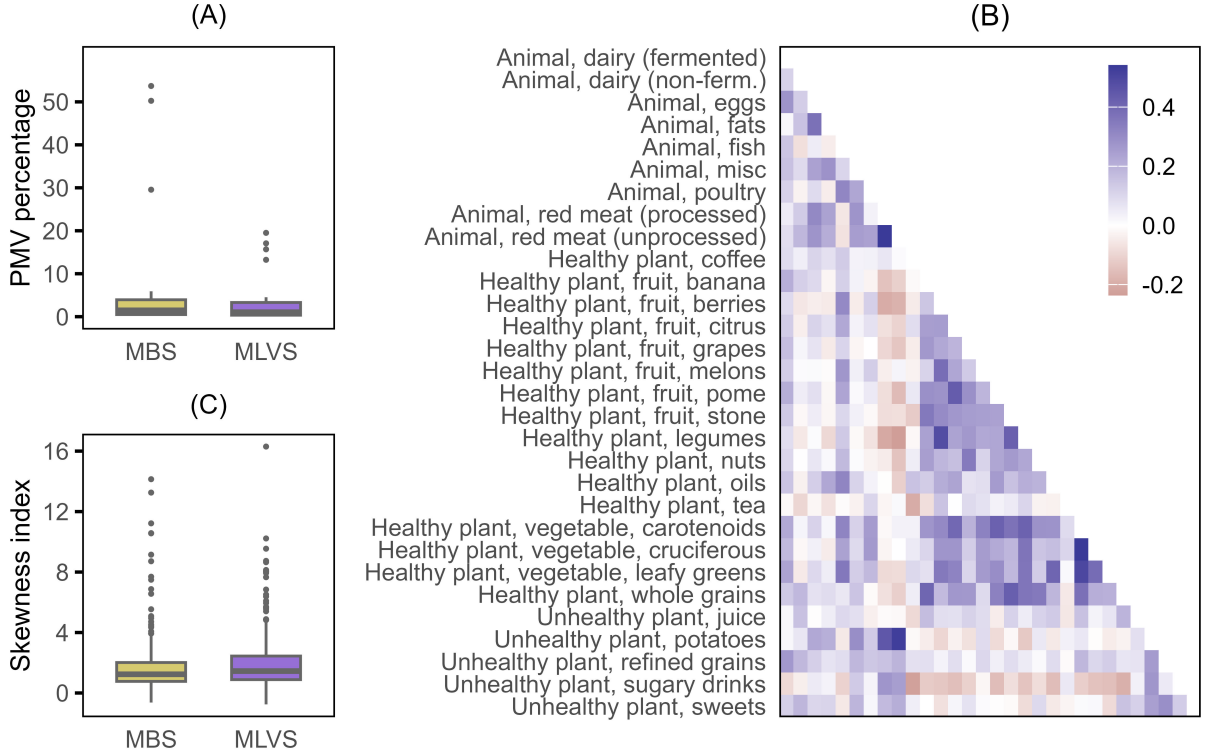 (A)
PMV percentage
50
40
30
20
10
0
MBS MLVS
(B)
Animal, dairy (fermented)
Animal, dairy (non-ferm.)
Animal, eggs
Animal, fats
Animal, fish
Animal, misc
Animal, poultry
Animal, red meat (processed)
Animal, red meat (unprocessed)
Healthy plant, coffee
Healthy plant, fruit, banana
Healthy plant, fruit, berries
Healthy plant, fruit, citrus
Healthy plant, fruit, grapes
Healthy plant, fruit, melons
Healthy plant, fruit, pome
Healthy plant, fruit, stone
Healthy plant, legumes
Healthy plant, nuts
Healthy plant, oils
Healthy plant, tea
Healthy plant, vegetable, carotenoids
Healthy plant, vegetable, cruciferous
Healthy plant, vegetable, leafy greens
Healthy plant, whole grains
Unhealthy plant, juice
Unhealthy plant, potatoes
Unhealthy plant, refined grains
Unhealthy plant, sugary drinks
Unhealthy plant, sweets
0.4
0.2
0.0
-0.2
(C)
Skewness index
16
12
8
4
0
MBS MLVS